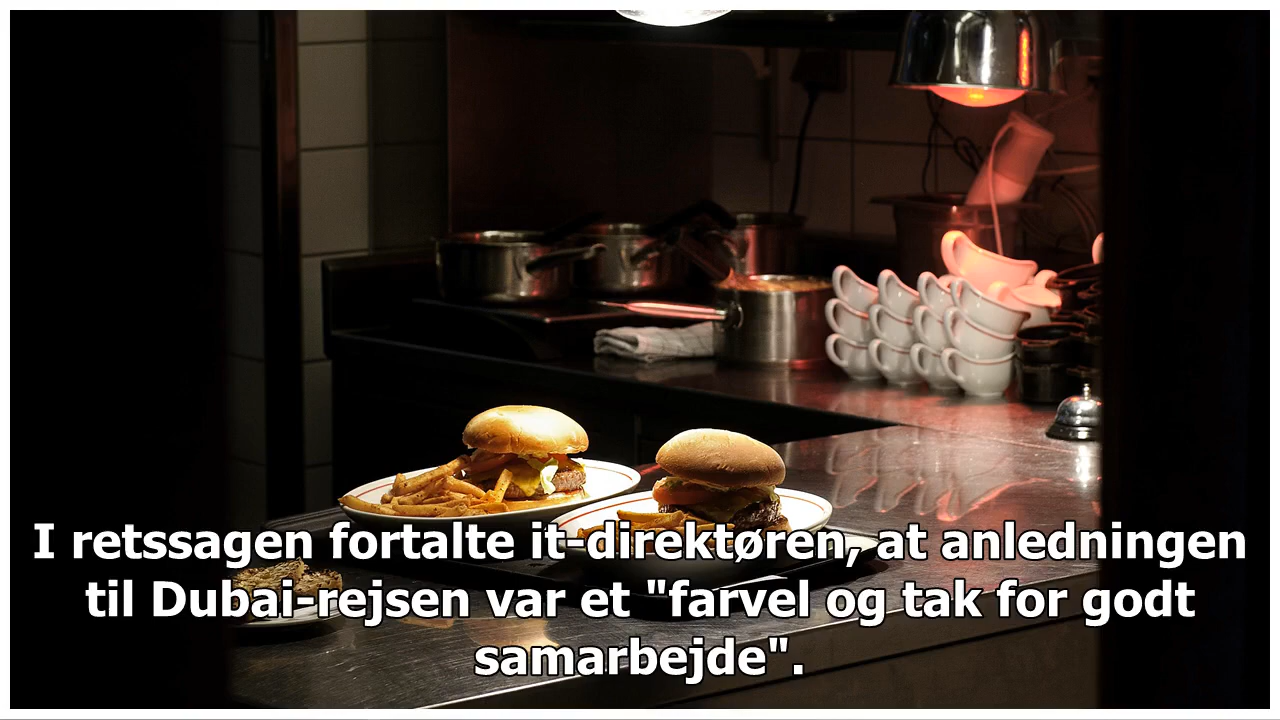 I retssagen fortalte it-direktøren, at anledningen
til Dubai-rejsen var et "farvel og tak for godt
samarbejde".